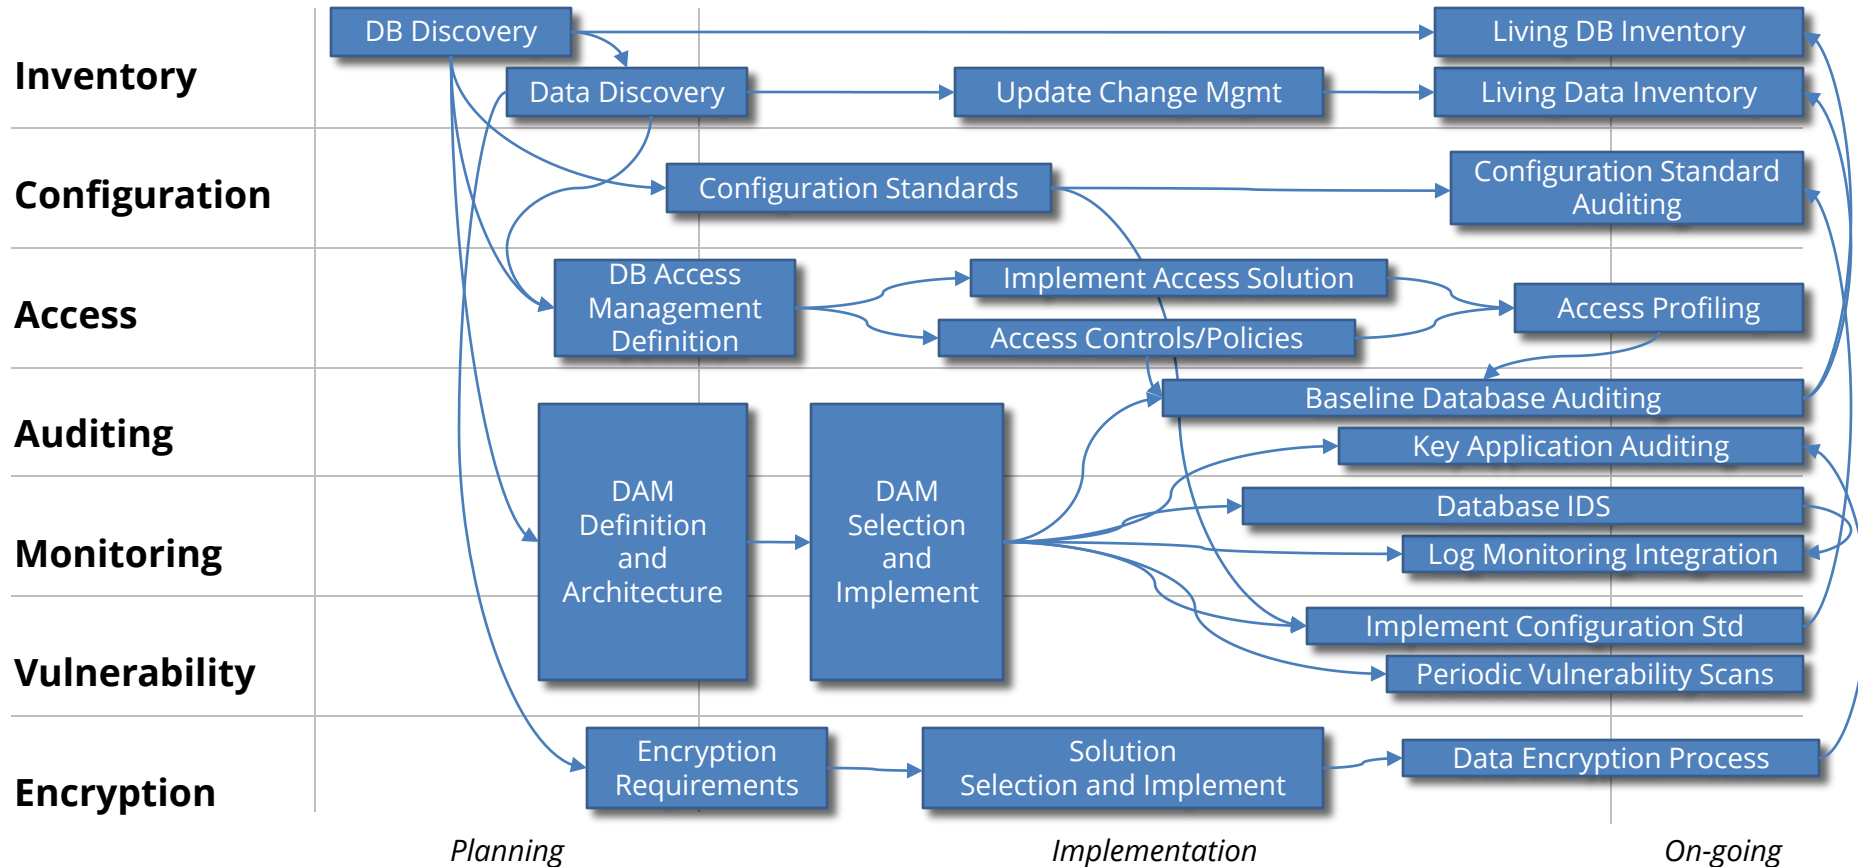 DB Discovery
Living DB Inventory
Inventory
Data Discovery
Update Change Mgmt
Living Data Inventory
Configuration
Configuration Standards
Configuration Standard
Auditing
Access
DB Access
Management
Definition
Implement Access Solution
Access Controls/Policies
Access Profiling
Auditing
Baseline Database Auditing
Key Application Auditing
Monitoring
DAM
Definition
and
Architecture
DAM
Selection
and
Implement
Database IDS
Log Monitoring Integration
Vulnerability
Implement Configuration Std
Periodic Vulnerability Scans
Encryption
Encryption
Requirements
Solution
Selection and Implement
Data Encryption Process
Planning
Implementation
On-going